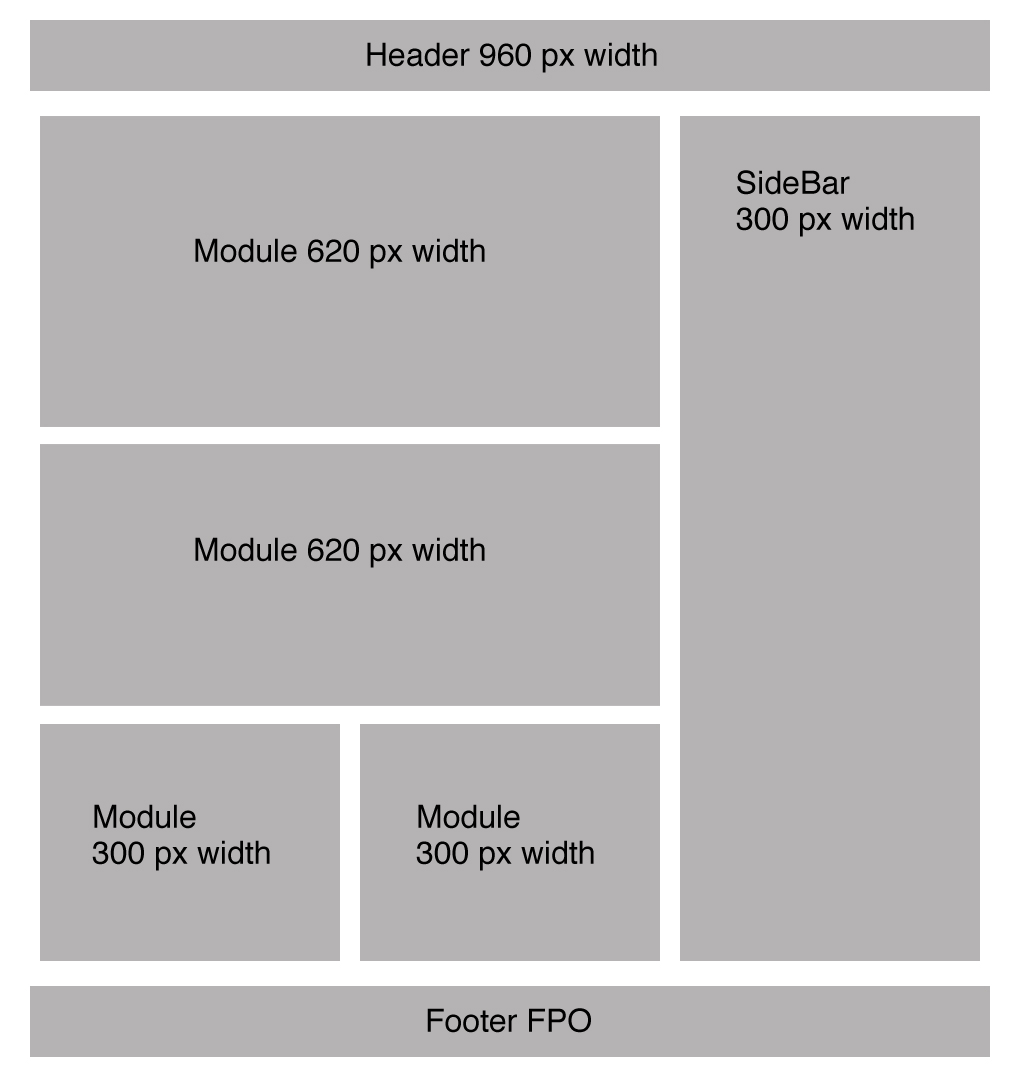 Header 960 px width
Module 620 px width
SideBar
300 px width
Module 620 px width
Module
300 px width
Module
300 px width
Footer FPO